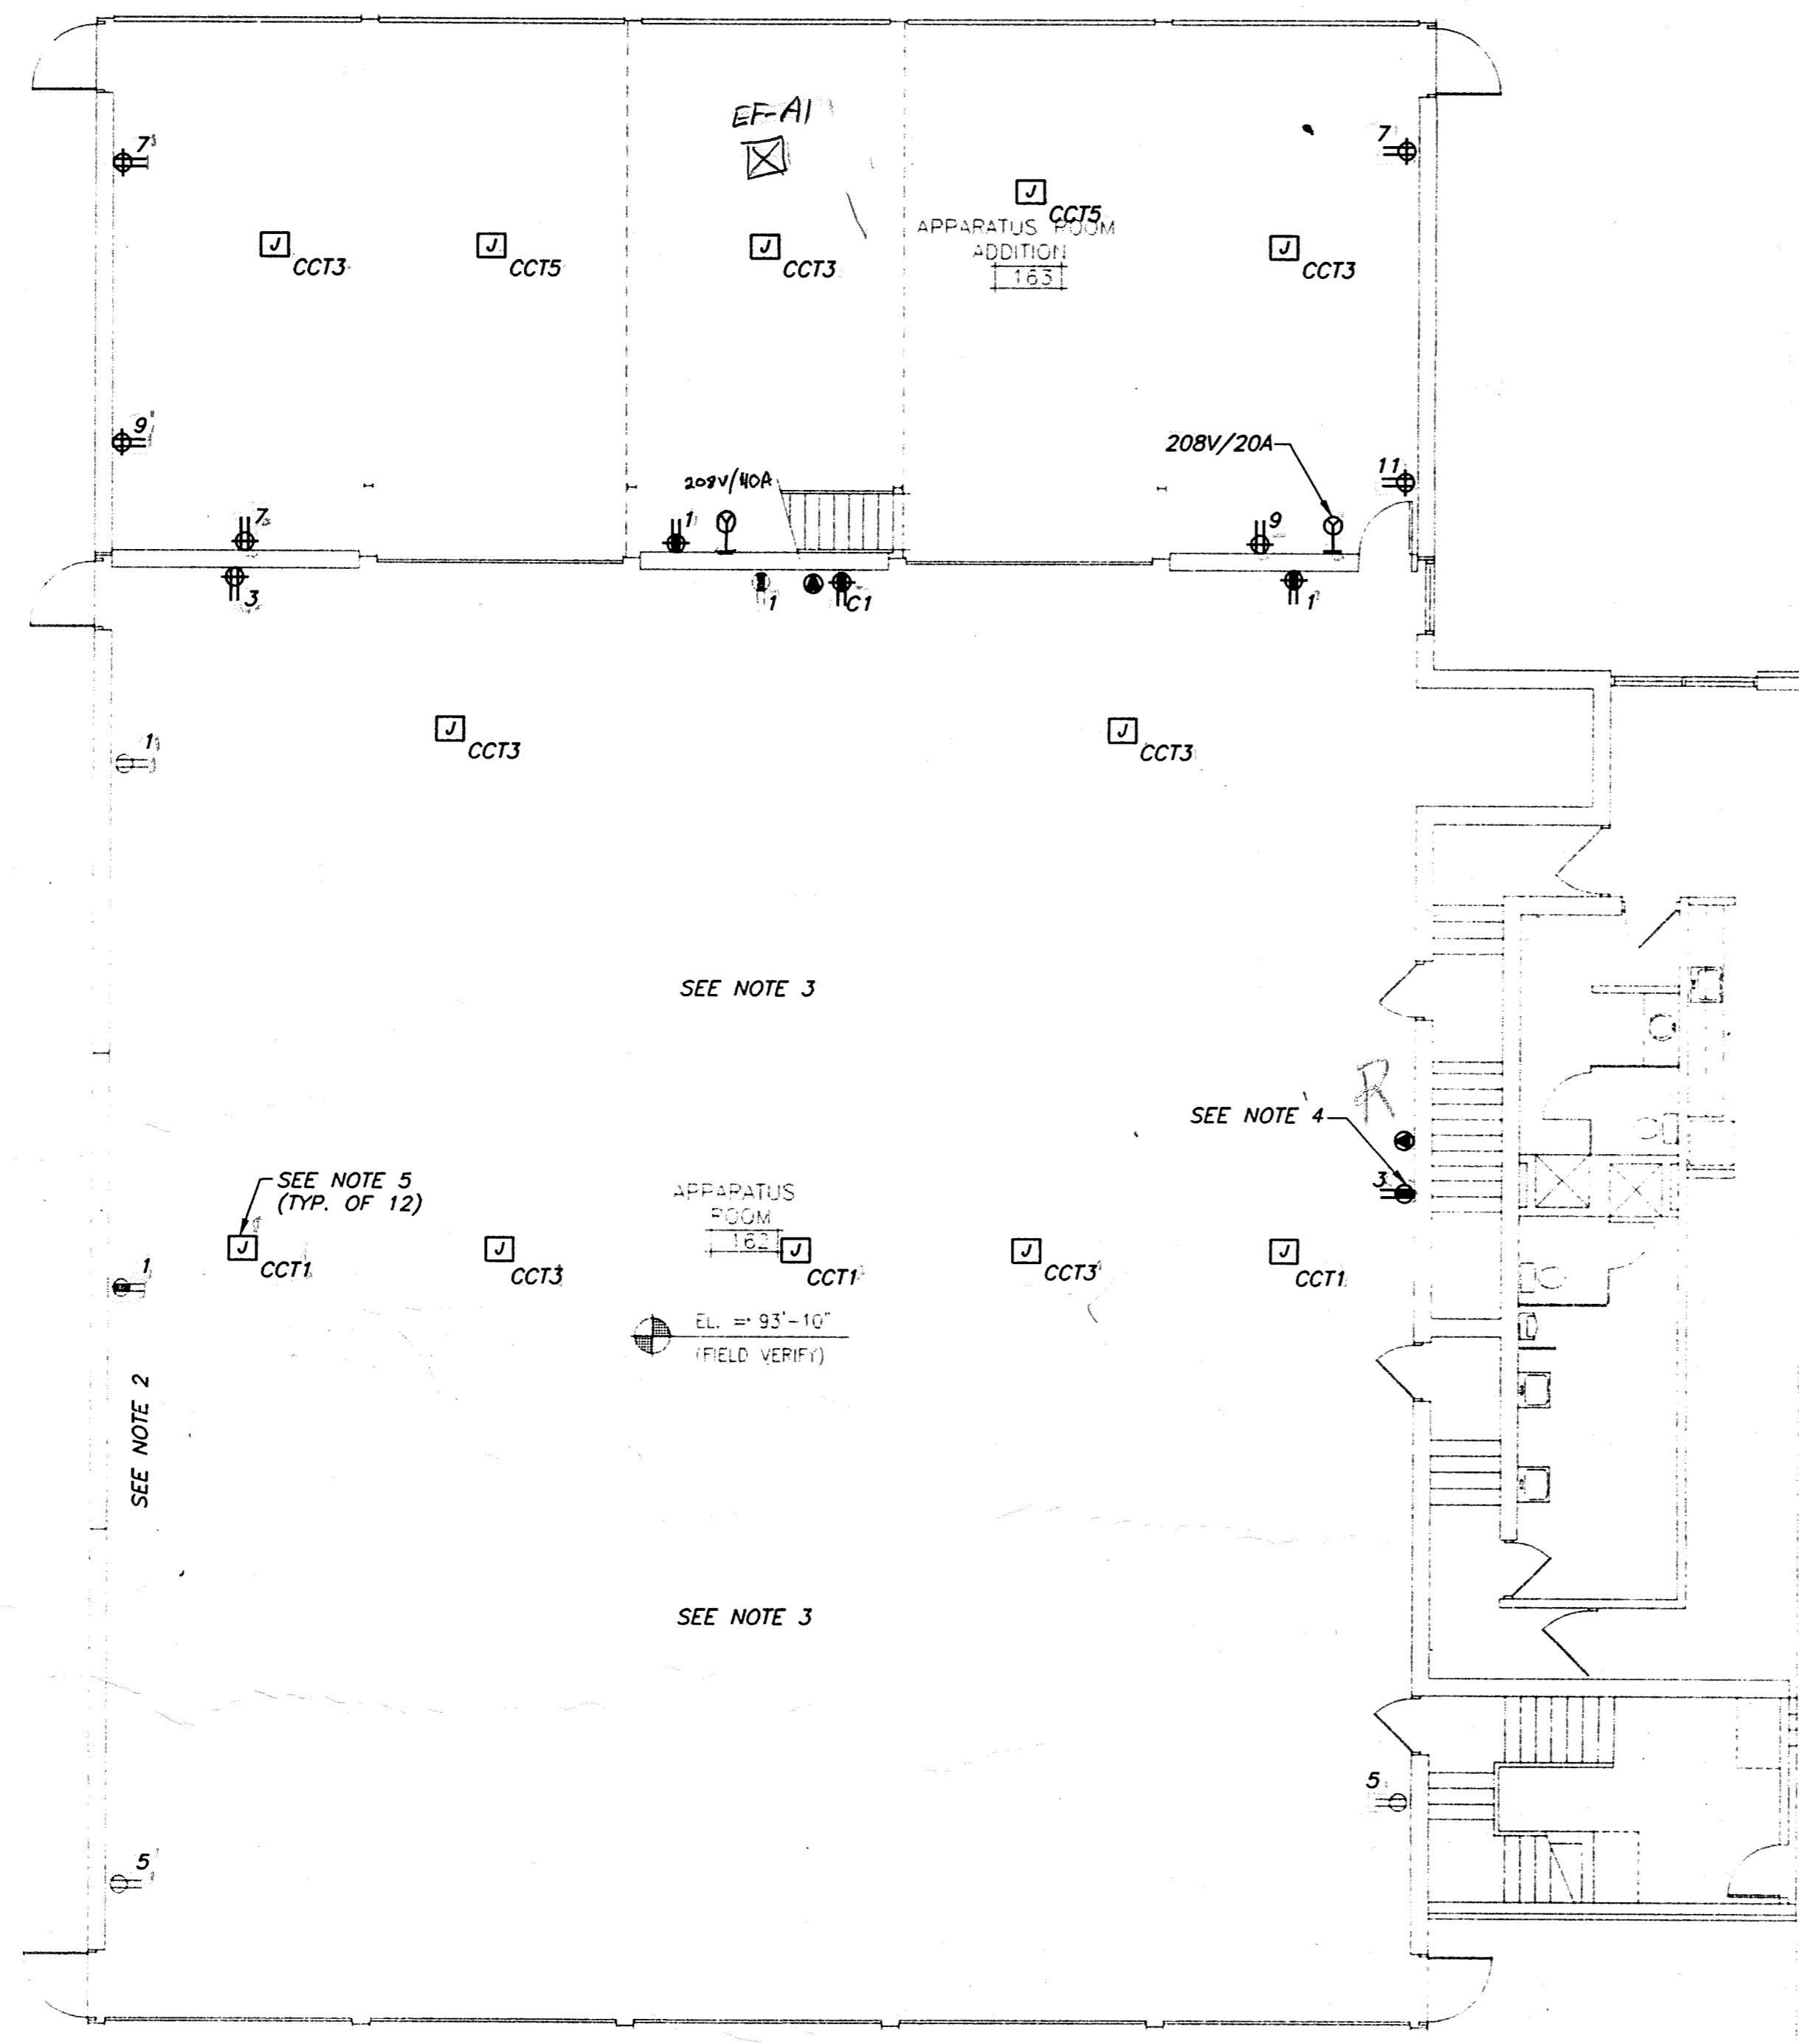 EF-A1
7
7
J
CCT5
APPARATUS ROOM
ADDITION
163
J
CCT3
J
CCT5
J
CCT3
J
CCT3
9
208V/20A
11
208V/40A
7
1
9
3
1
C1
1
J
CCT3
J
CCT3
1
SEE NOTE 3
R
SEE NOTE 4
3
SEE NOTE 5
(TYP. OF 12)
APPARATUS
ROOM
162
J
CCT1
J
CCT3
J
CCT1
J
CCT3
J
CCT1
1
EL. = 93'-10"
(FIELD VERIFY)
SEE NOTE 2
SEE NOTE 3
5
5